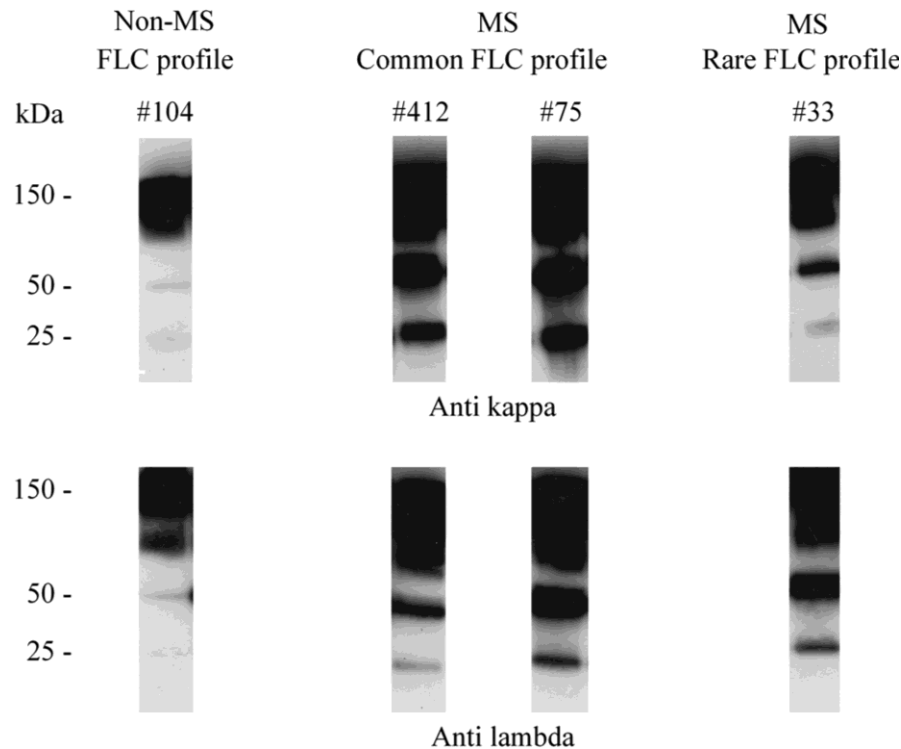 Non-MS
FLC profile
MS
Common FLC profile
MS
Rare FLC profile
kDa #104 #412 #75 #33
150 -
50 -
25 -
Anti kappa
150 -
50 -
25 -
Anti lambda